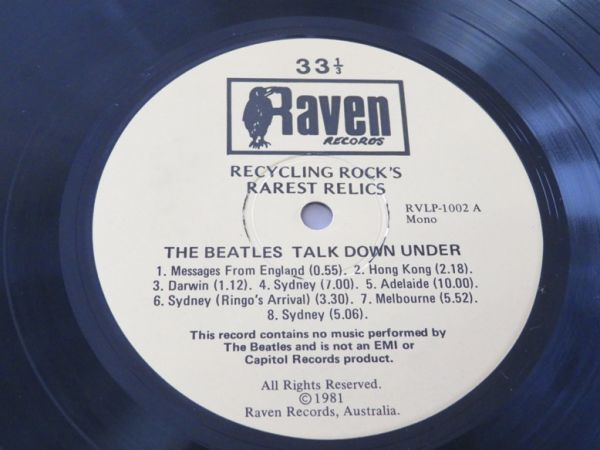 33⅓
Raven
RECORDS
RECYCLING ROCK'S
RAREST RELICS
RVLP-1002 A
Mono
THE BEATLES TALK DOWN UNDER
1. Messages From England (0.55). 2. Hong Kong (2.18).
3. Darwin (1.12). 4. Sydney (7.00). 5. Adelaide (10.00).
6. Sydney (Ringo's Arrival) (3.30). 7. Melbourne (5.52).
8. Sydney (5.06).
This record contains no music performed by
The Beatles and is not an EMI or
Capitol Records product.
All Rights Reserved.
©1981
Raven Records, Australia.